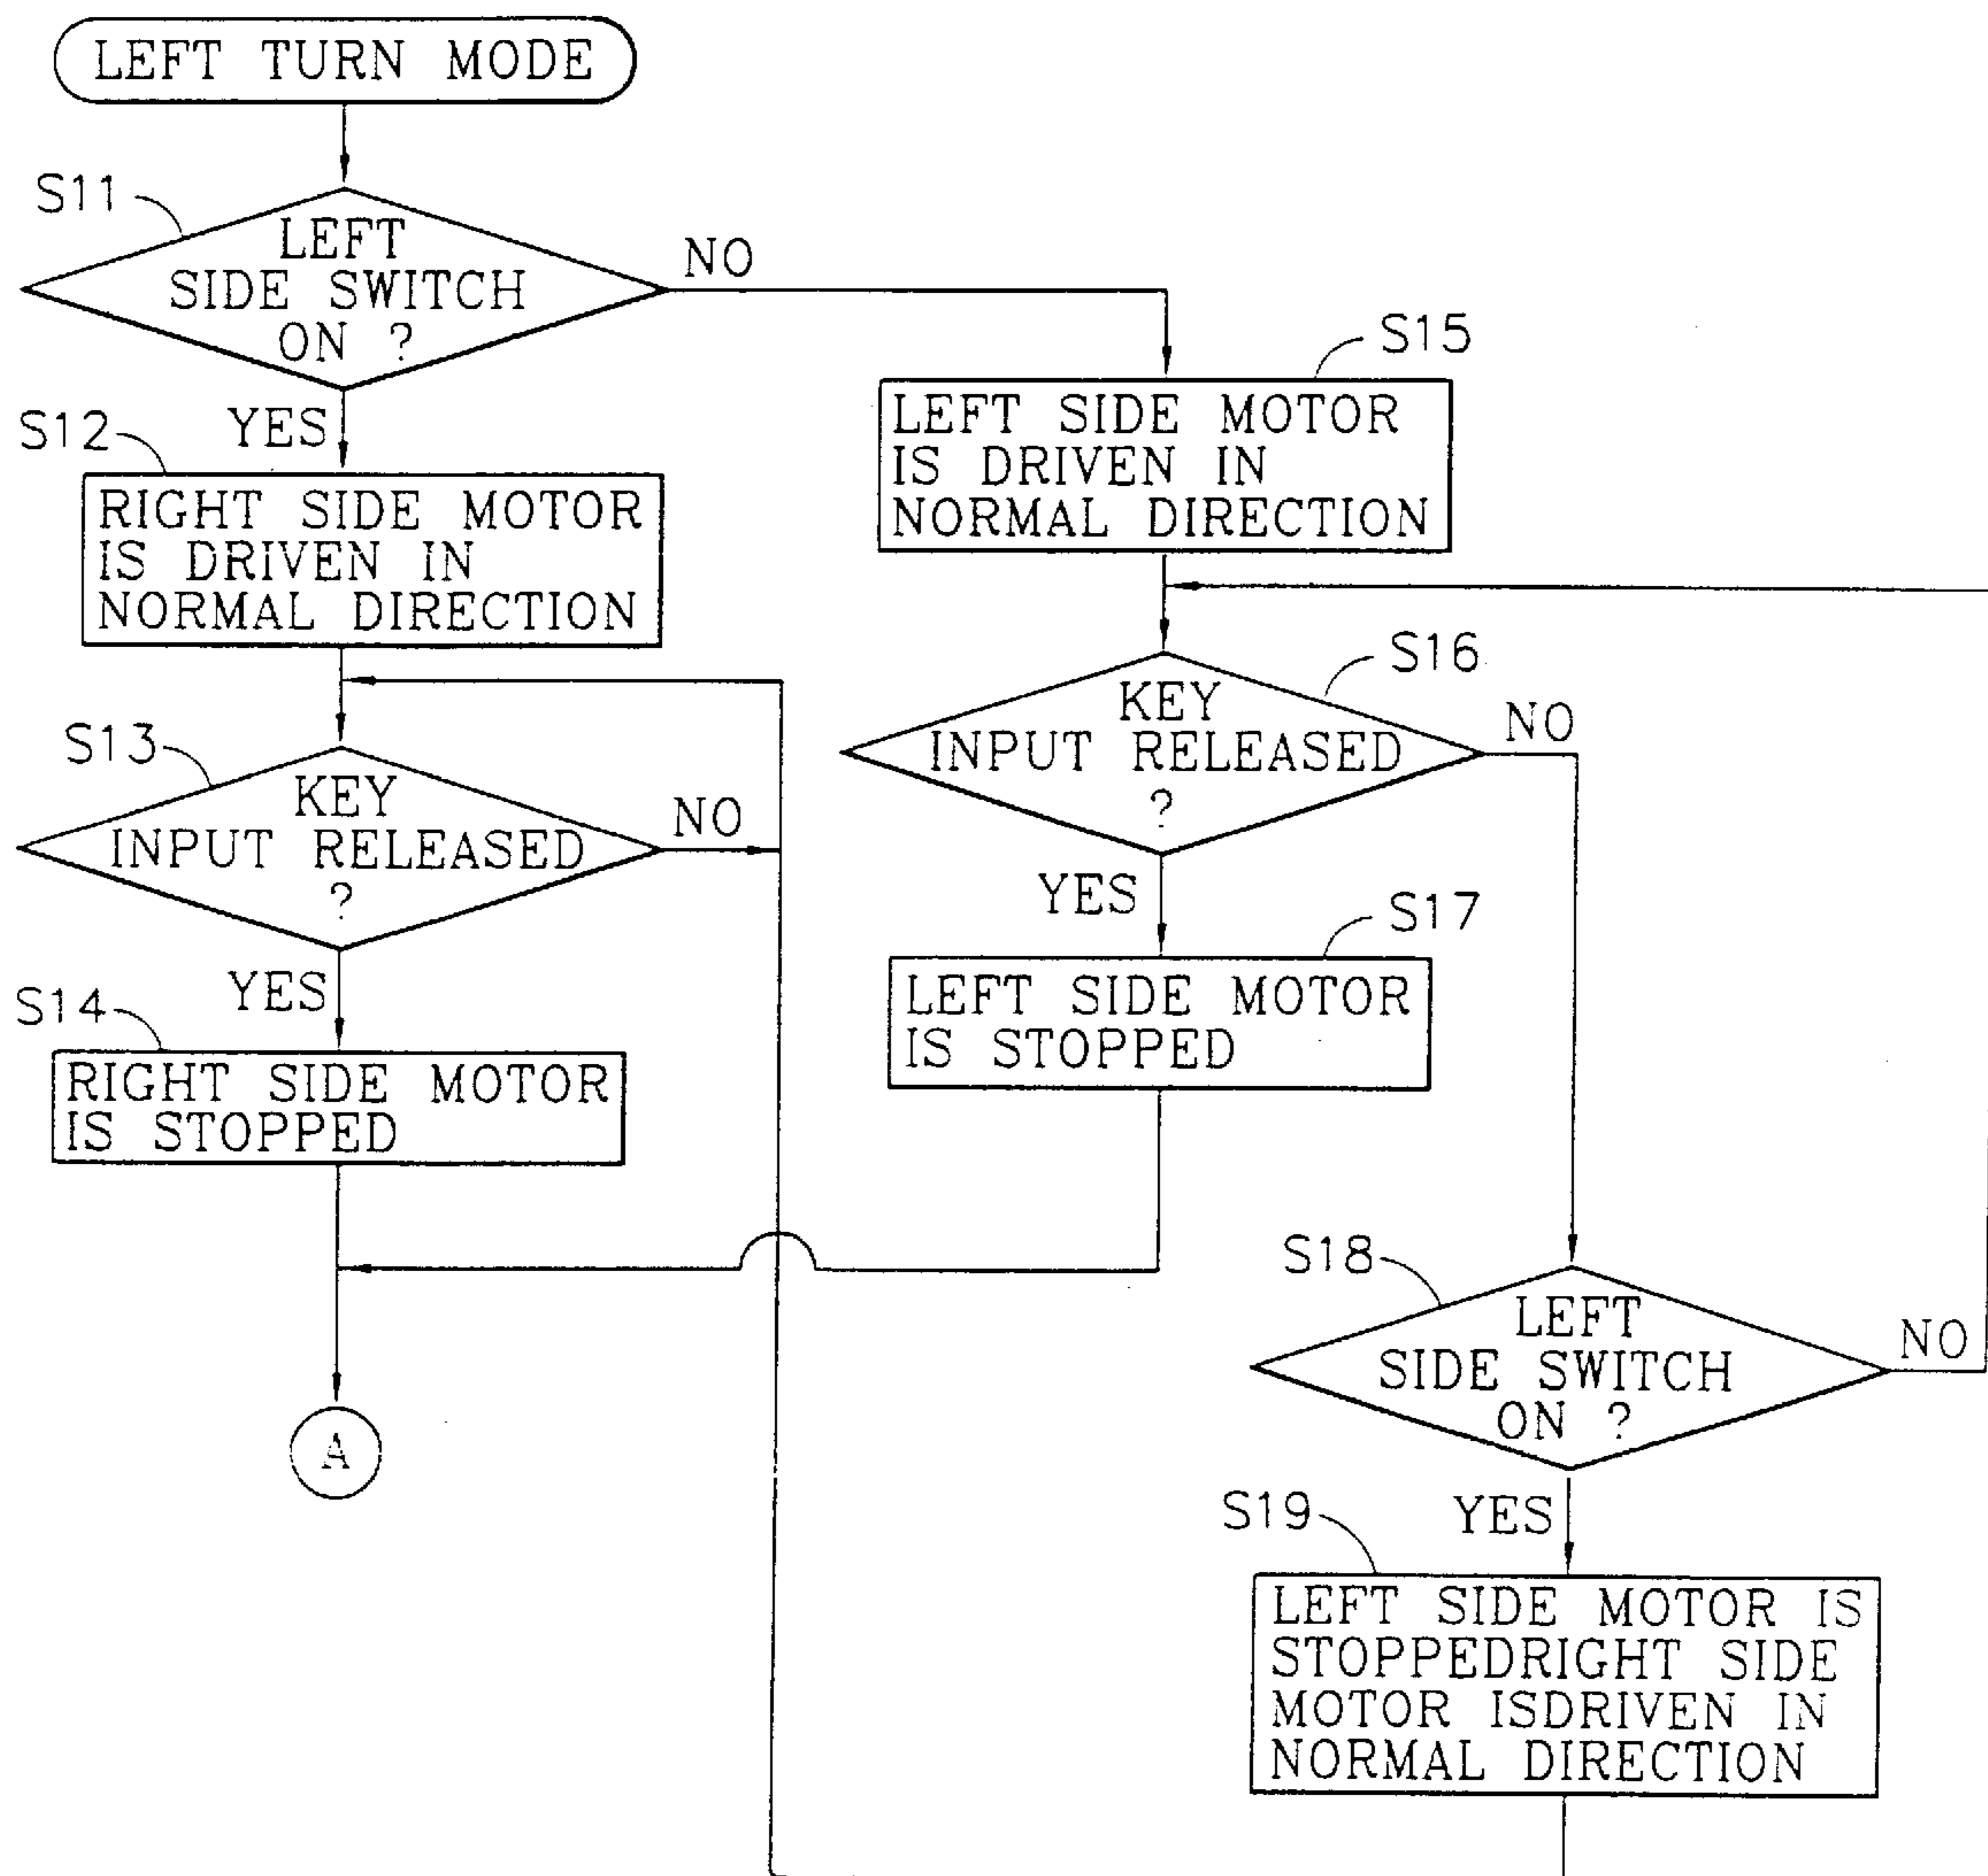 LEFT TURN MODE
S11
LEFT
SIDE SWITCH
ON ?
NO
YES
S12
RIGHT SIDE MOTOR
IS DRIVEN IN
NORMAL DIRECTION
S13
KEY
INPUT RELEASED
?
NO
YES
S14
RIGHT SIDE MOTOR
IS STOPPED
A
S15
LEFT SIDE MOTOR
IS DRIVEN IN
NORMAL DIRECTION
S16
KEY
INPUT RELEASED
?
NO
YES
S17
LEFT SIDE MOTOR
IS STOPPED
S18
LEFT
SIDE SWITCH
ON ?
NO
YES
S19
LEFT SIDE MOTOR IS
STOPPEDRIGHT SIDE
MOTOR ISDRIVEN IN
NORMAL DIRECTION